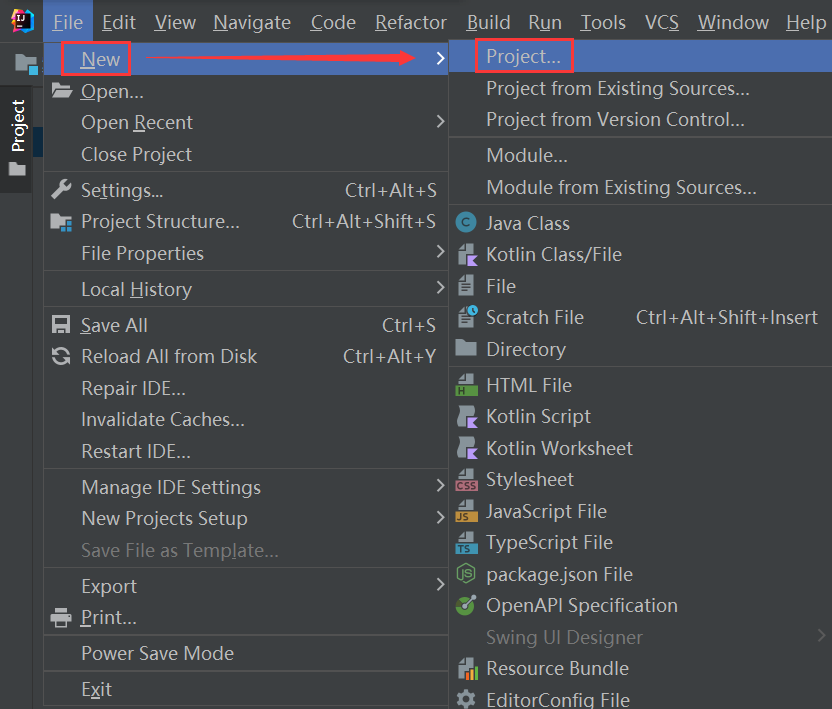 File Edit View Navigate Code Refactor Build Run Tools VCS Window Help
Project
New
Open...
Open Recent
Close Project
Settings... Ctrl+Alt+S
Project Structure... Ctrl+Alt+Shift+S
File Properties
Local History
Save All Ctrl+S
Reload All from Disk Ctrl+Alt+Y
Repair IDE...
Invalidate Caches...
Restart IDE...
Manage IDE Settings
New Projects Setup
Save File as Template...
Export
Print...
Power Save Mode
Exit
Project...
Project from Existing Sources...
Project from Version Control...
Module...
Module from Existing Sources...
Java Class
Kotlin Class/File
File
Scratch File Ctrl+Alt+Shift+Insert
Directory
HTML File
Kotlin Script
Kotlin Worksheet
Stylesheet
JavaScript File
TypeScript File
package.json File
OpenAPI Specification
Swing UI Designer
Resource Bundle
EditorConfig File